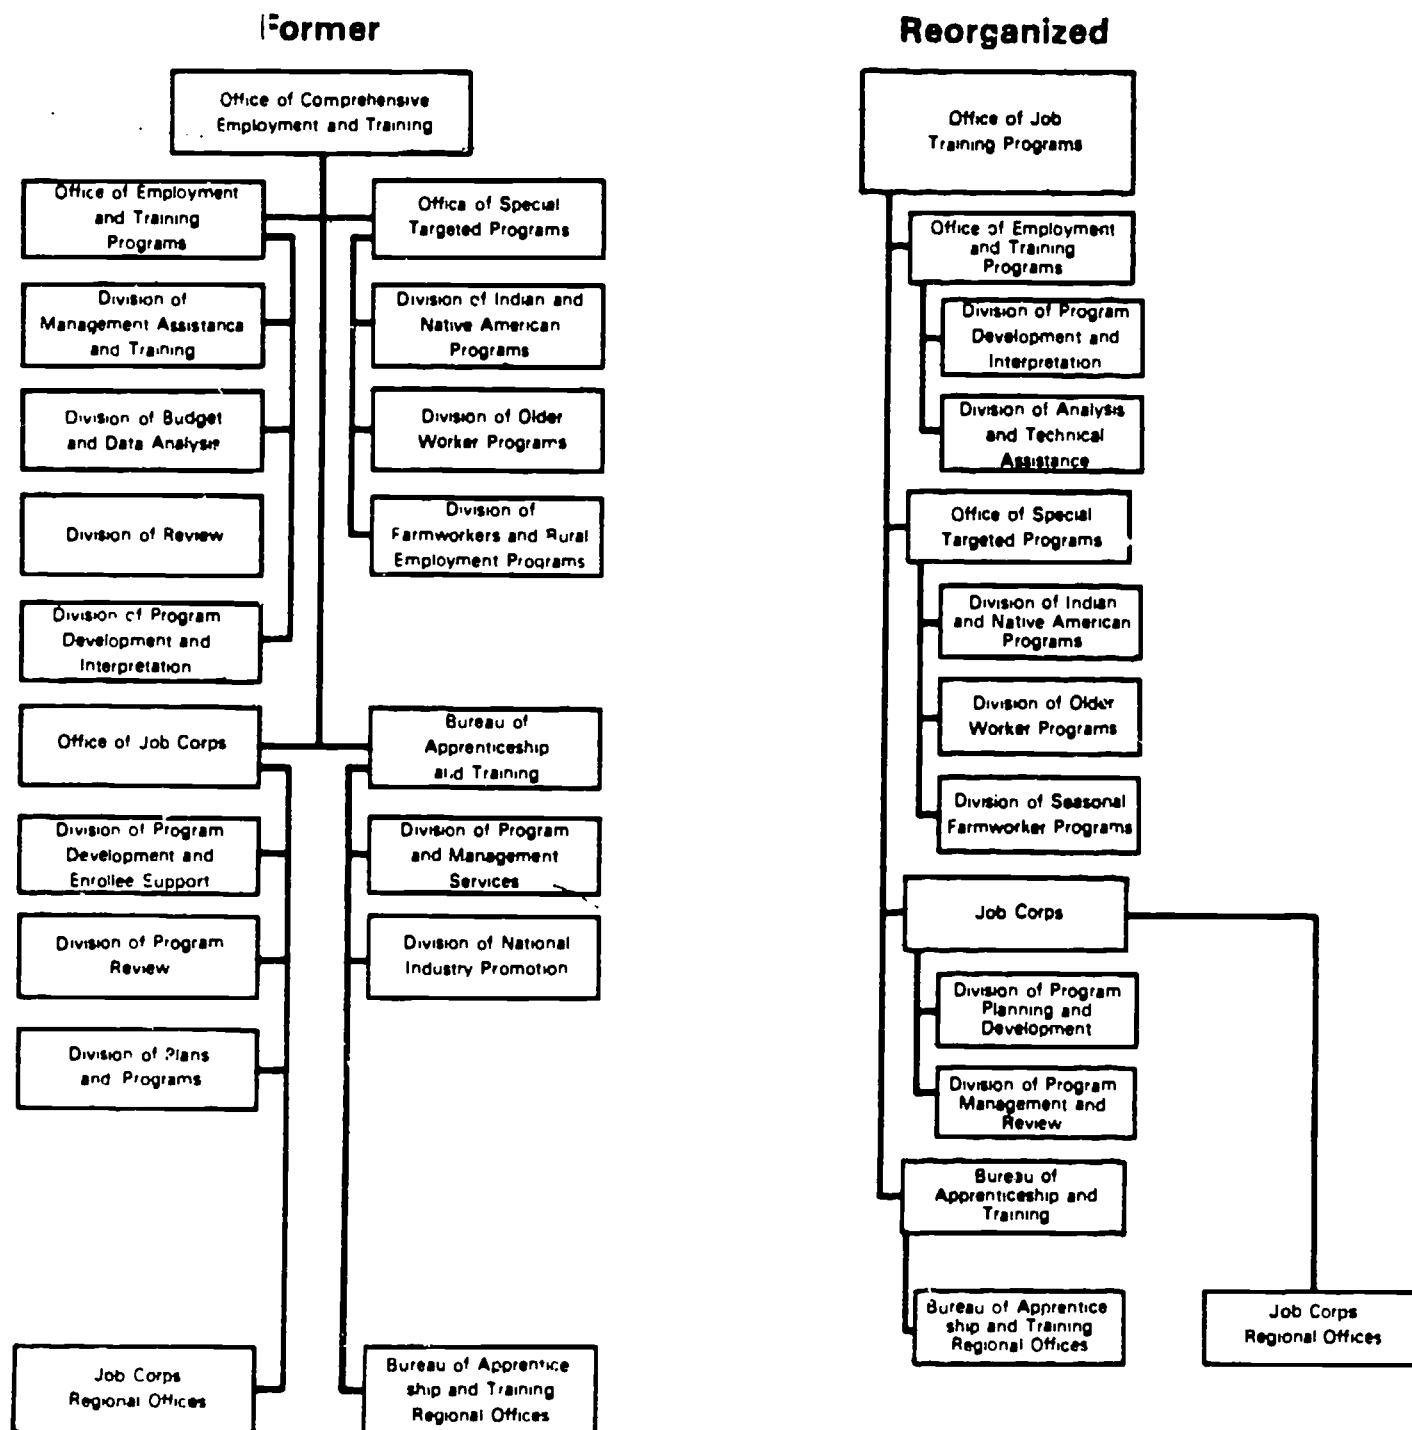 Former
Office of Comprehensive
Employment and Training
Office of Employment
and Training
Programs
Office of Special
Targeted Programs
Division of
Management Assistance
and Training
Division of Indian and
Native American
Programs
Division of Budget
and Data Analysis
Division of Older
Worker Programs
Division of Review
Division of
Farmworkers and Rural
Employment Programs
Division of Program
Development and
Interpretation
Office of Job Corps
Bureau of
Apprenticeship
and Training
Division of Program
Development and
Enrollee Support
Division of Program
and Management
Services
Division of Program
Review
Division of National
Industry Promotion
Division of Plans
and Programs
Job Corps
Regional Offices
Bureau of Apprentice
ship and Training
Regional Offices
Reorganized
Office of Job
Training Programs
Office of Employment
and Training
Programs
Division of Program
Development and
Interpretation
Division of Analysis
and Technical
Assistance
Office of Special
Targeted Programs
Division of Indian
and Native American
Programs
Division of Older
Worker Programs
Division of Seasonal
Farmworker Programs
Job Corps
Division of Program
Planning and
Development
Division of Program
Management and
Review
Bureau of
Apprenticeship and
Training
Bureau of Apprentice
ship and Training
Regional Offices
Job Corps
Regional Offices